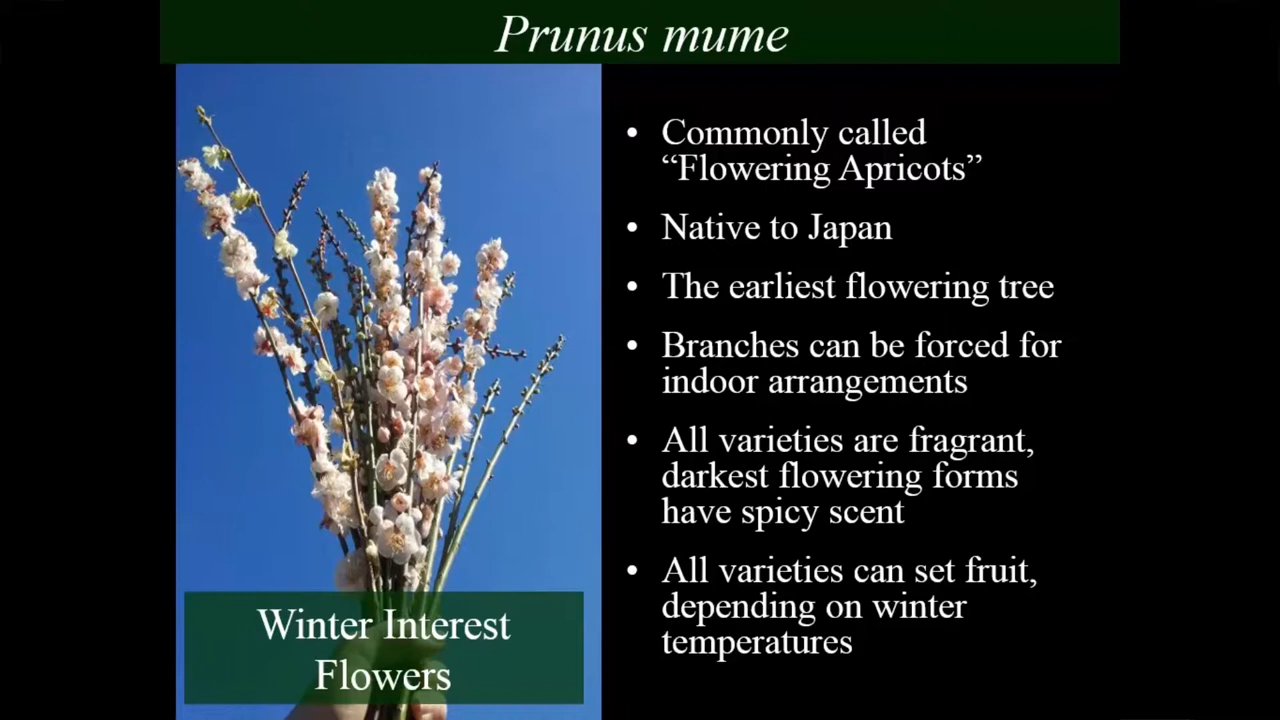 Prunus mume
• Commonly called
“Flowering Apricots”
• Native to Japan
• The earliest flowering tree
• Branches can be forced for
indoor arrangements
• All varieties are fragrant,
darkest flowering forms
have spicy scent
• All varieties can set fruit,
depending on winter
temperatures
Winter Interest
Flowers